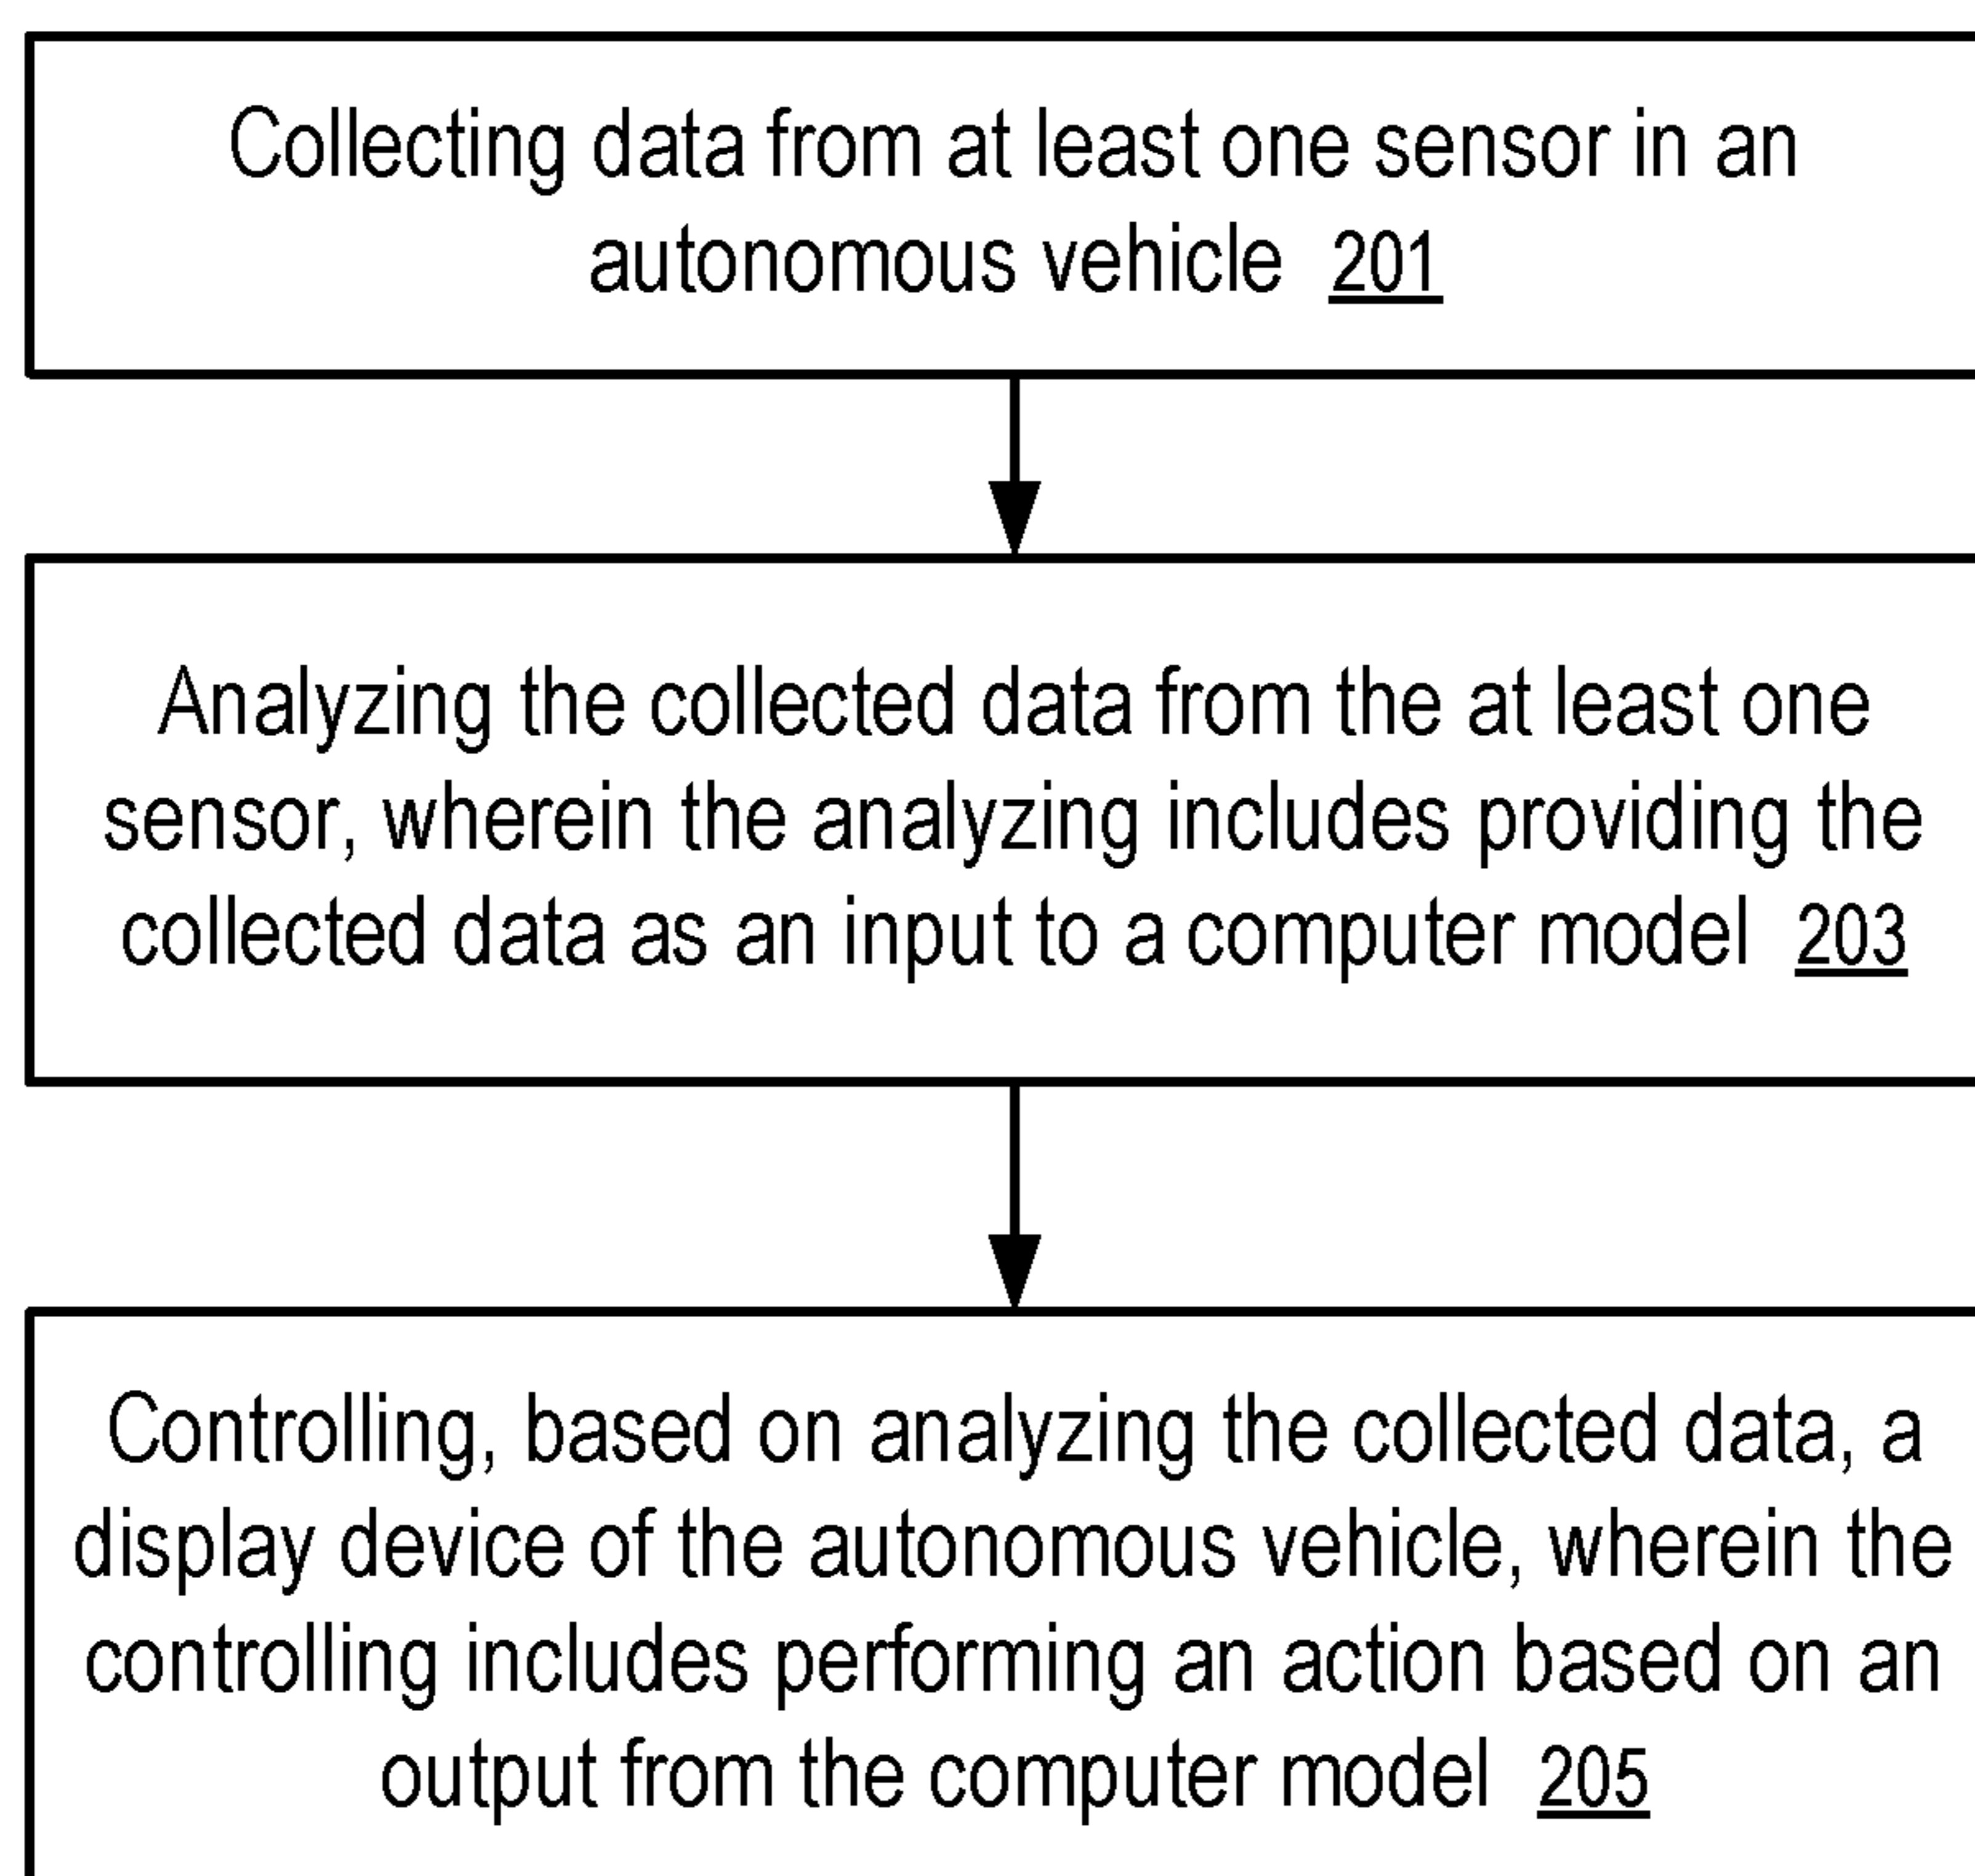 Collecting data from at least one sensor in an
autonomous vehicle 201
Analyzing the collected data from the at least one
sensor, wherein the analyzing includes providing the
collected data as an input to a computer model 203
Controlling, based on analyzing the collected data, a
display device of the autonomous vehicle, wherein the
controlling includes performing an action based on an
output from the computer model 205